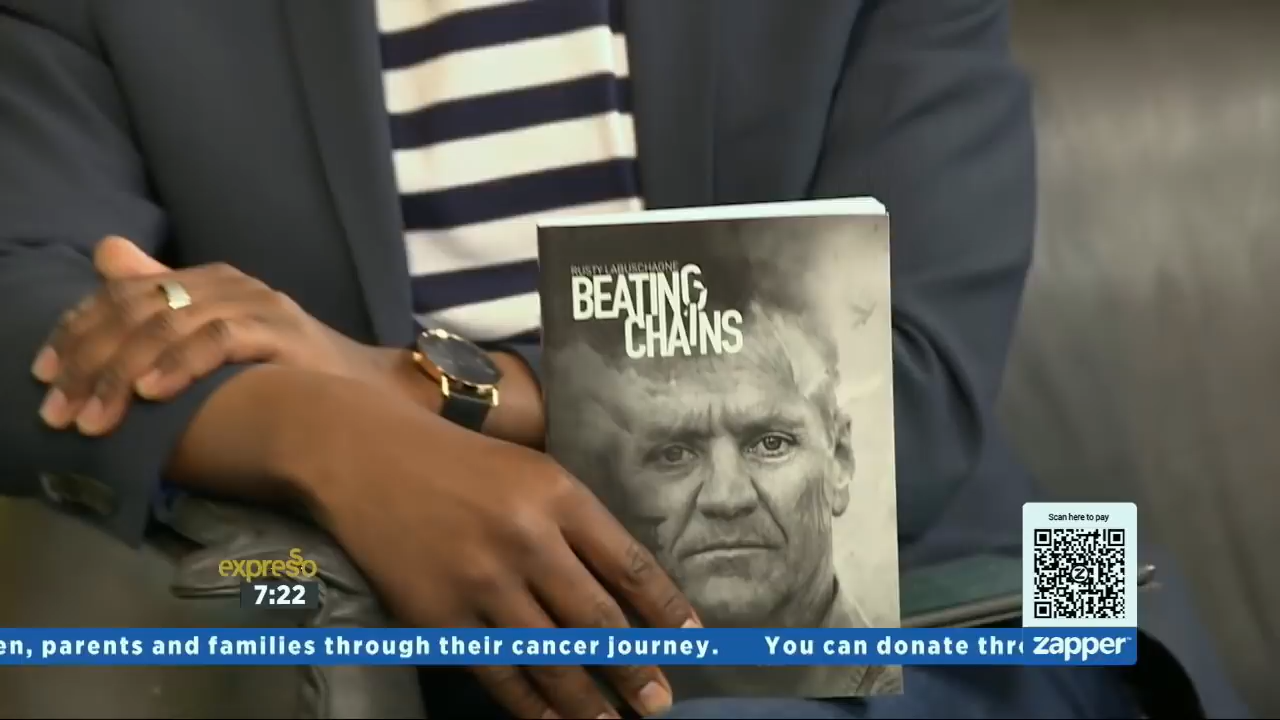 RUSTY LABUSCHAGNE
BEATING
CHAINS
Scan here to pay
expresso
7:22
en, parents and families through their cancer journey. You can donate thr
zapper